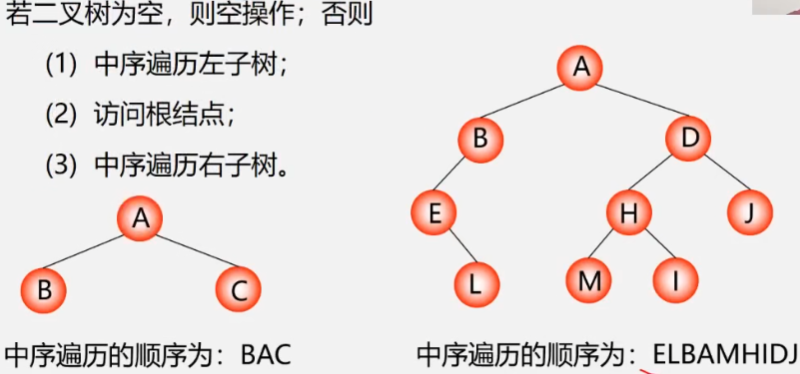 若二叉树为空，则空操作；否则
(1) 中序遍历左子树；
(2) 访问根结点；
(3) 中序遍历右子树。
A
B
C
中序遍历的顺序为：BAC
A
B
D
E
H
J
L
M
I
中序遍历的顺序为：ELBAMHIDJ